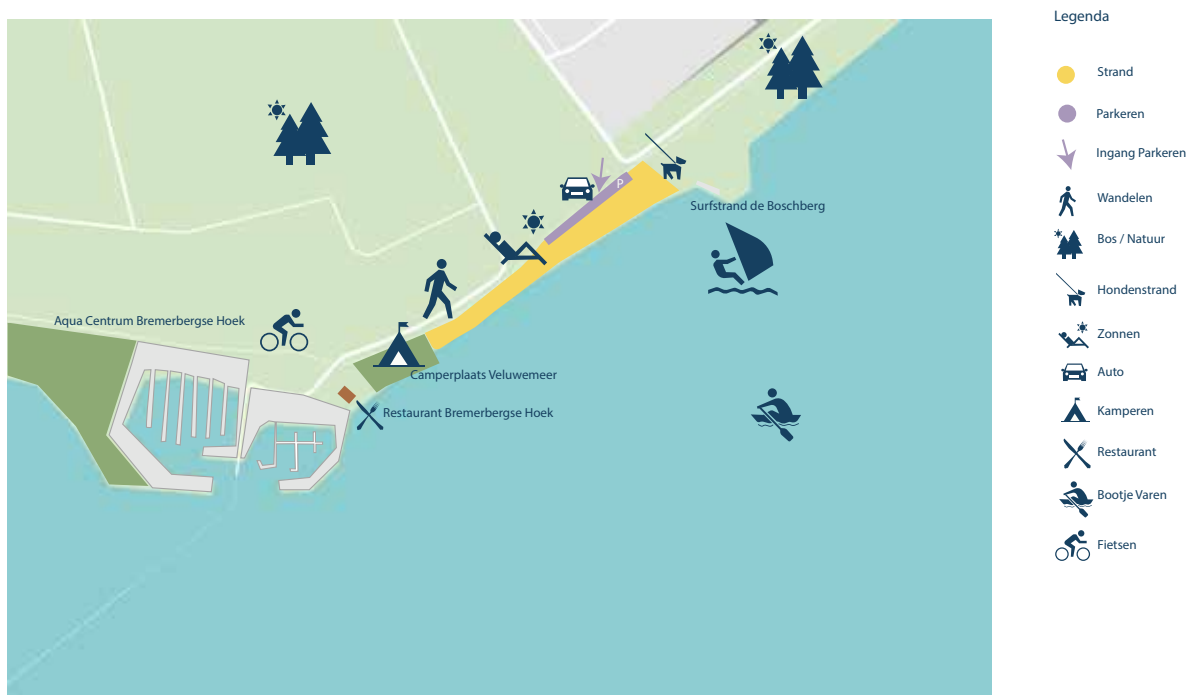 Legenda
Strand
Parkeren
Ingang Parkeren
Wandelen
Bos / Natuur
Hondenstrand
Zonnen
Auto
Kamperen
Restaurant
Bootje Varen
Fietsen
P
Surfstrand de Boschberg
Aqua Centrum Bremerbergse Hoek
Camperplaats Veluwemeer
Restaurant Bremerbergse Hoek